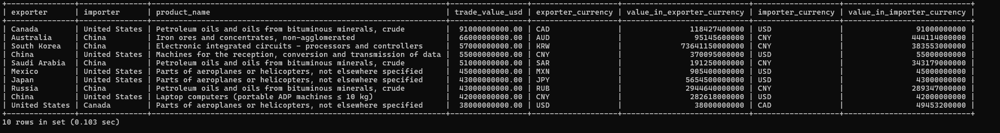 +---------------+---------------+-----------------------------------------------------------------+-----------------+-------------------+----------------------------+-------------------+----------------------------+
| exporter      | importer      | product_name                                                    | trade_value_usd | exporter_currency | value_in_exporter_currency | importer_currency | value_in_importer_currency |
+---------------+---------------+-----------------------------------------------------------------+-----------------+-------------------+----------------------------+-------------------+----------------------------+
| Canada        | United States | Petroleum oils and oils from bituminous minerals, crude         |  91000000000.00 | CAD               |               118427400000 | USD               |                91000000000 |
| Australia     | China         | Iron ores and concentrates, non-agglomerated                    |  66000000000.00 | AUD               |                95145600000 | CNY               |               444114000000 |
| South Korea   | China         | Electronic integrated circuits – processors and controllers     |  57000000000.00 | KRW               |             73641150000000 | CNY               |               383553000000 |
| China         | United States | Machines for the reception, conversion and transmission of data |  55000000000.00 | CNY               |               370095000000 | USD               |                55000000000 |
| Saudi Arabia  | China         | Petroleum oils and oils from bituminous minerals, crude         |  51000000000.00 | SAR               |               191250000000 | CNY               |               343179000000 |
| Mexico        | United States | Parts of aeroplanes or helicopters, not elsewhere specified     |  45000000000.00 | MXN               |               905400000000 | USD               |                45000000000 |
| Japan         | United States | Parts of aeroplanes or helicopters, not elsewhere specified     |  43000000000.00 | JPY               |              5654500000000 | USD               |                43000000000 |
| Russia        | China         | Petroleum oils and oils from bituminous minerals, crude         |  43000000000.00 | RUB               |              2944640000000 | CNY               |               289347000000 |
| China         | United States | Laptop computers (portable ADP machines ≤ 10 kg)                |  42000000000.00 | CNY               |               282618000000 | USD               |                42000000000 |
| United States | Canada        | Parts of aeroplanes or helicopters, not elsewhere specified     |  38000000000.00 | USD               |                38000000000 | CAD               |                49453200000 |
+---------------+---------------+-----------------------------------------------------------------+-----------------+-------------------+----------------------------+-------------------+----------------------------+
10 rows in set (0.103 sec)